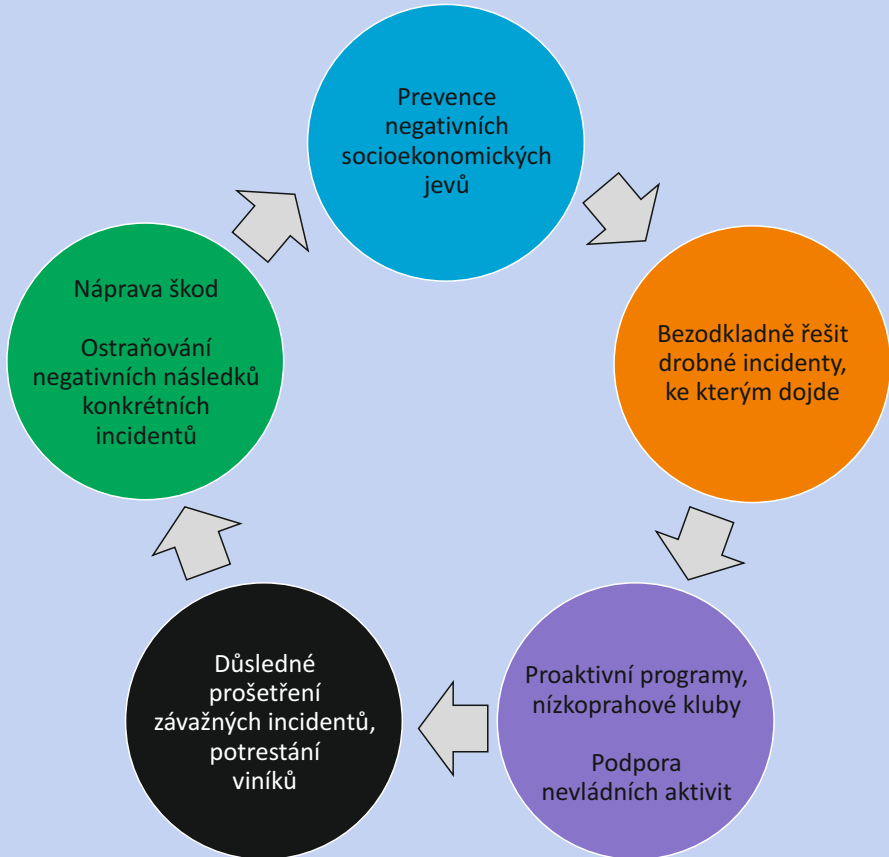 Prevence
negativních
socioekonomických
jevů
Bezodkladně řešit
drobné incidenty,
ke kterým dojde
Proaktivní programy,
nízkoprahové kluby
Podpora
nevládních aktivit
Důsledné
prošetření
závažných incidentů,
potrestání
viníků
Náprava škod
Ostraňování
negativních následků
konkrétních
incidentů